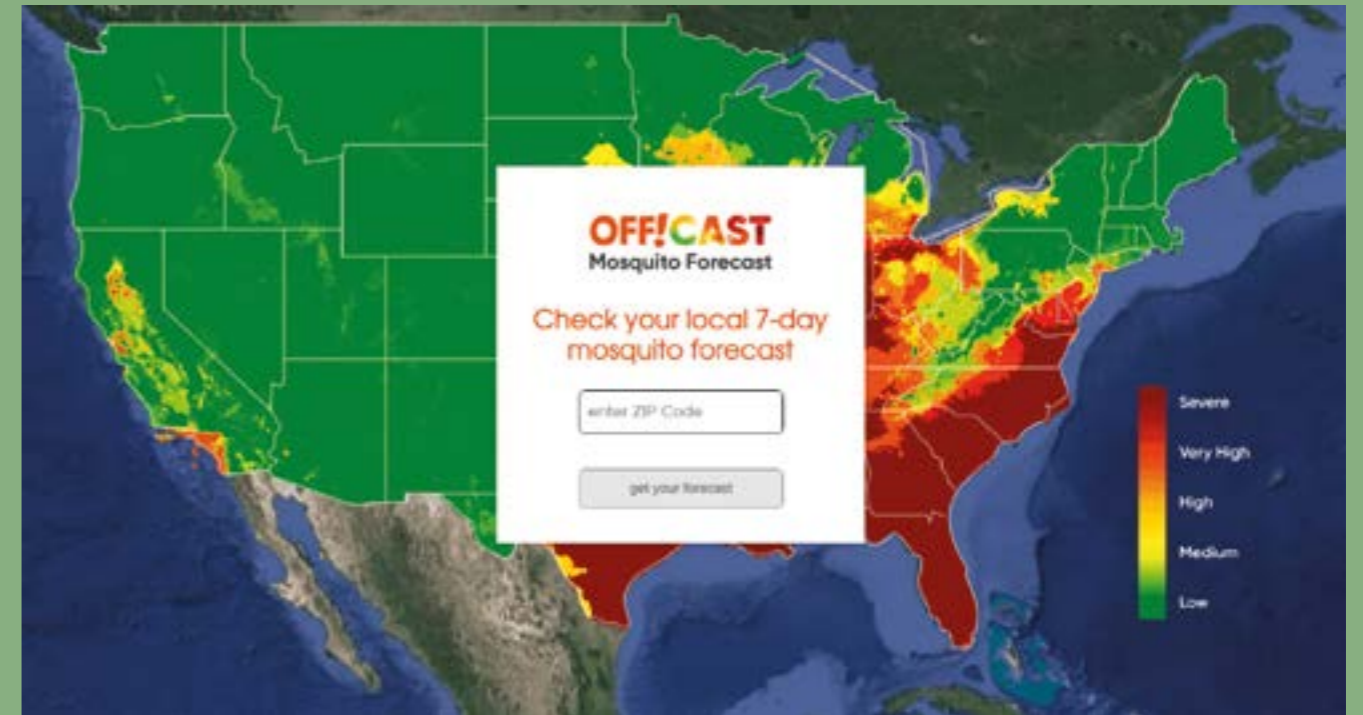 OFF!CAST
Mosquito Forecast
Check your local 7-day
mosquito forecast
enter ZIP Code
get your forecast
Severe
Very High
High
Medium
Low